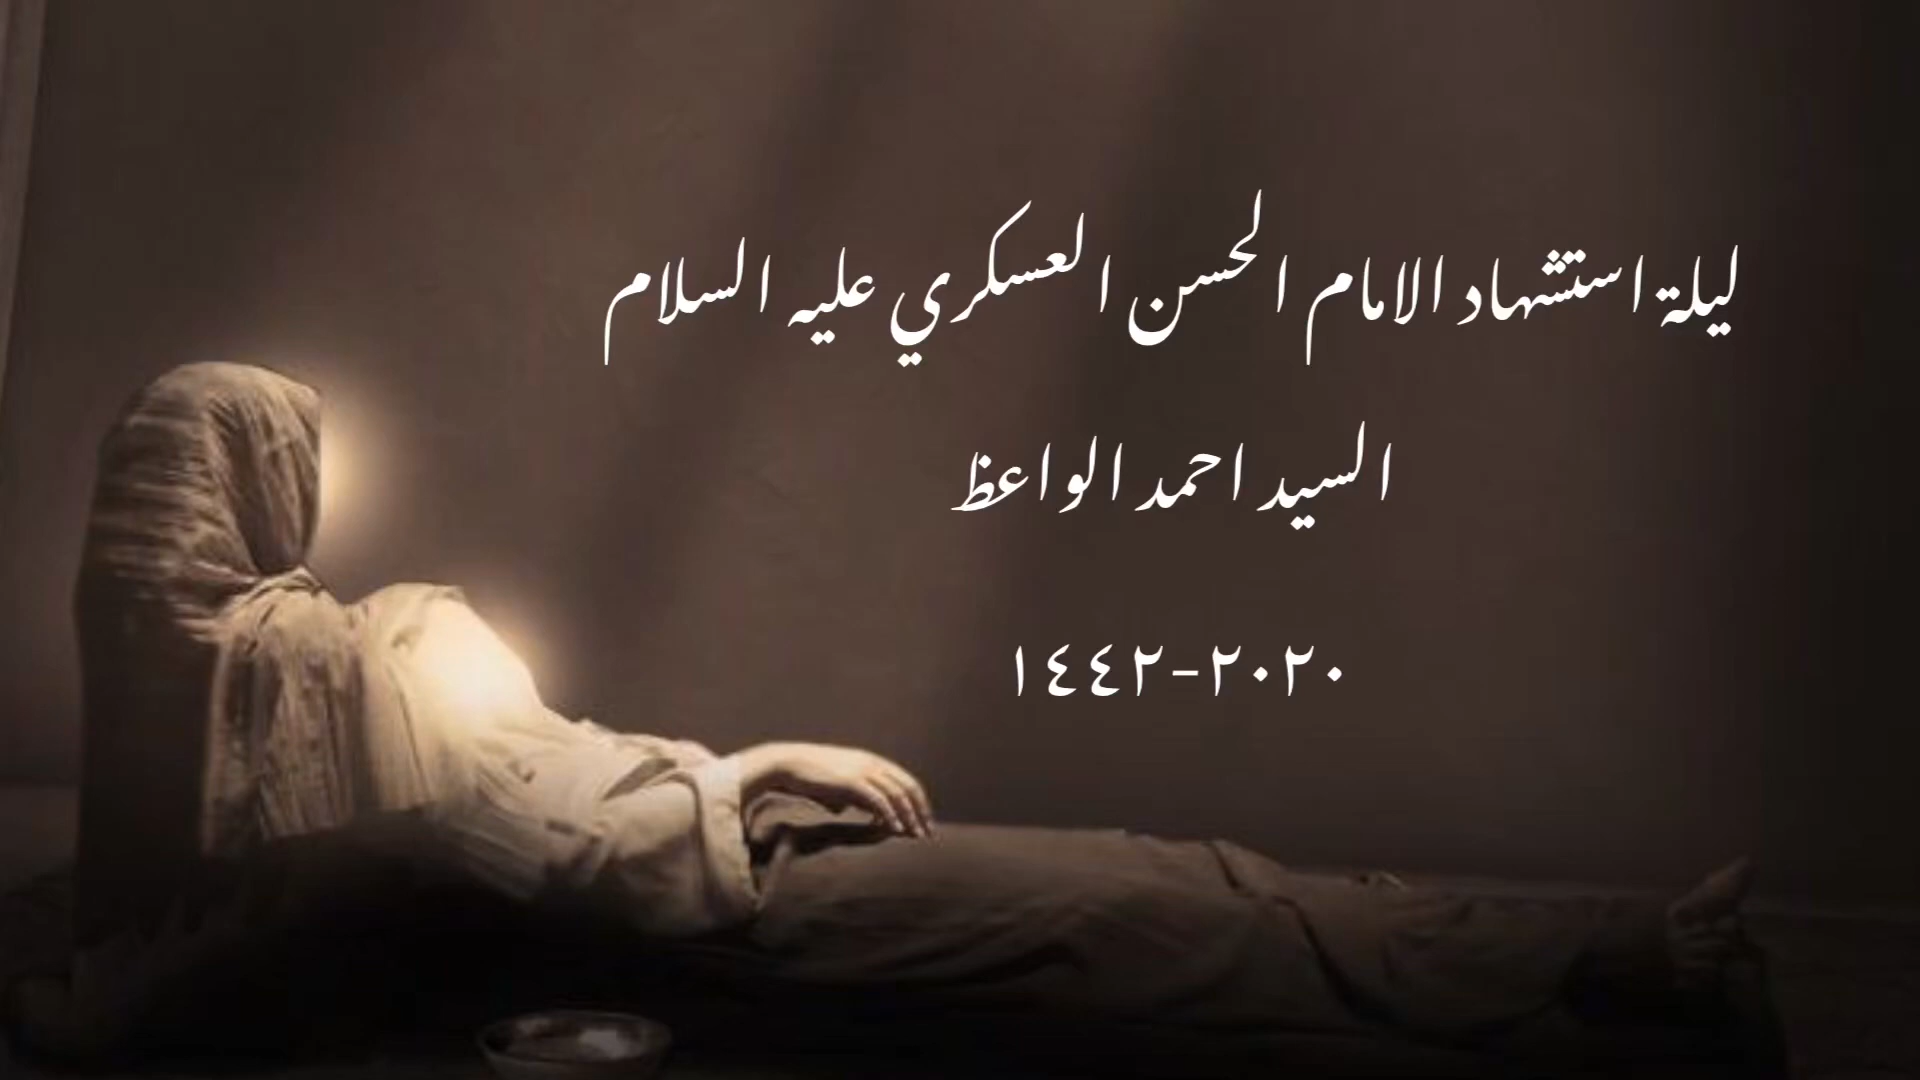 ليلة استشهاد الامام الحسن العسكري عليه السلام
السيد احمد الواعظ
١٤٤٢-٢٠٢٠